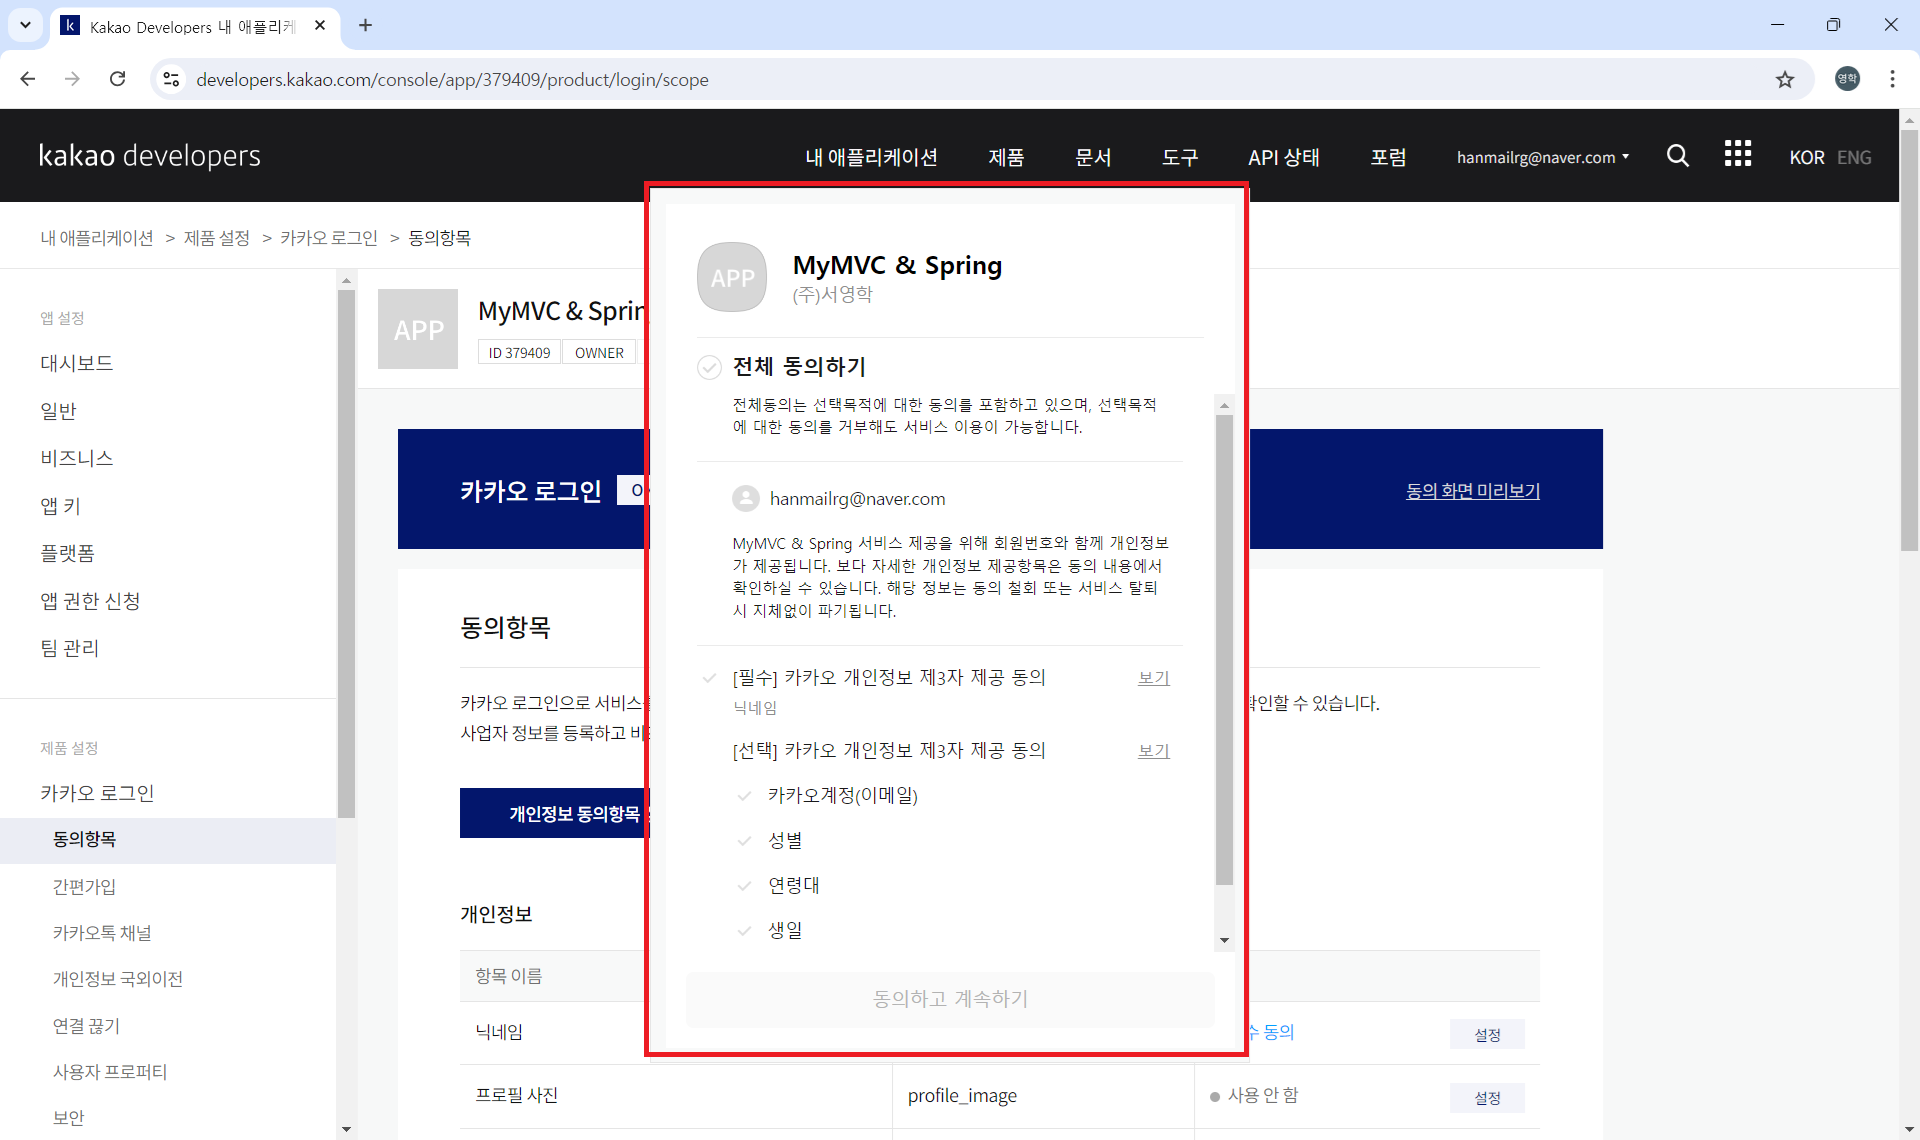 Kakao Developers 내 애플리케
developers.kakao.com/console/app/379409/product/login/scope
영학
kakao developers
내 애플리케이션
제품
문서
도구
API 상태
포럼
hanmailrg@naver.com
KOR ENG
내 애플리케이션 > 제품 설정 > 카카오 로그인 > 동의항목
앱 설정
대시보드
일반
비즈니스
앱 키
플랫폼
앱 권한 신청
팀 관리
제품 설정
카카오 로그인
동의항목
간편가입
카카오톡 채널
개인정보 국외이전
연결 끊기
사용자 프로퍼티
보안
APP
MyMVC & Sprin
ID 379409
OWNER
카카오 로그인
동의 화면 미리보기
동의항목
카카오 로그인으로 서비스
확인할 수 있습니다.
사업자 정보를 등록하고 비
개인정보 동의항목
개인정보
항목 이름
닉네임
수 동의
설정
프로필 사진
profile_image
사용 안 함
설정
APP
MyMVC & Spring
(주)서영학
전체 동의하기
전체동의는 선택목적에 대한 동의를 포함하고 있으며, 선택목적
에 대한 동의를 거부해도 서비스 이용이 가능합니다.
hanmailrg@naver.com
MyMVC & Spring 서비스 제공을 위해 회원번호와 함께 개인정보
가 제공됩니다. 보다 자세한 개인정보 제공항목은 동의 내용에서
확인하실 수 있습니다. 해당 정보는 동의 철회 또는 서비스 탈퇴
시 지체없이 파기됩니다.
[필수] 카카오 개인정보 제3자 제공 동의
보기
닉네임
[선택] 카카오 개인정보 제3자 제공 동의
보기
카카오계정(이메일)
성별
연령대
생일
동의하고 계속하기